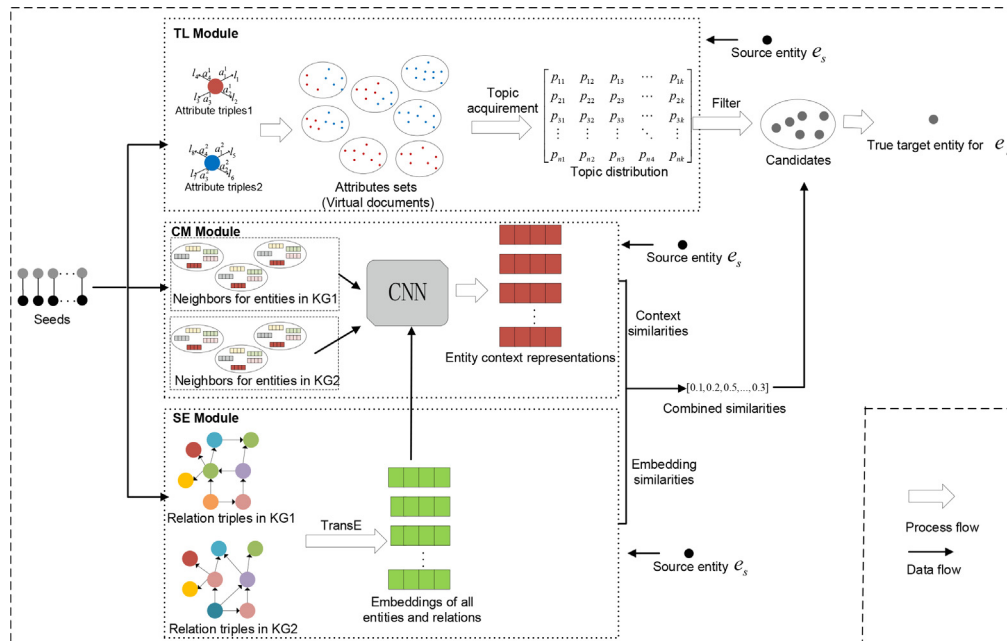 TL Module
Source entity e_s
Attribute triples1
Attribute triples2
Attributes sets
(Virtual documents)
Topic
acquirement
p11 p12 p13 ⋯ p1k
p21 p22 p23 ⋯ p2k
p31 p32 p33 ⋯ p3k
⋮ ⋮ ⋮ ⋱ ⋮
pn1 pn2 pn3 pn4 pnk
Topic distribution
Filter
Candidates
True target entity for e
CM Module
Neighbors for entities in KG1
Neighbors for entities in KG2
CNN
Entity context representations
Source entity e_s
Seeds
Context
similarities
[0.1, 0.2, 0.5,..., 0.3]
Combined similarities
SE Module
Relation triples in KG1
Relation triples in KG2
TransE
Embeddings of all
entities and relations
Embedding
similarities
Source entity e_s
Process flow
Data flow